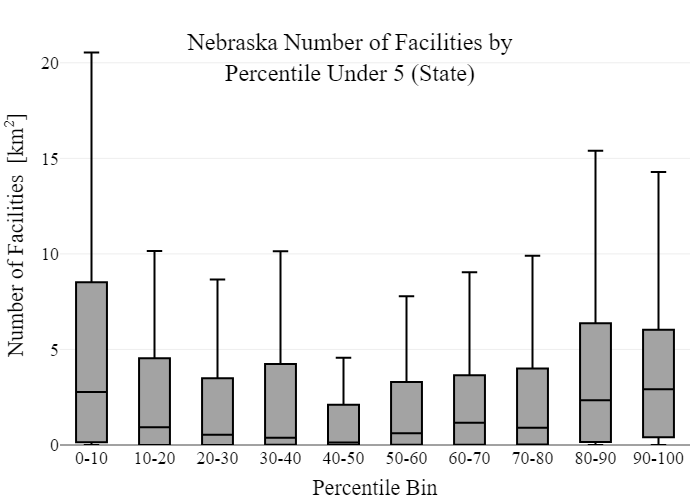 Nebraska Number of Facilities by
Percentile Under 5 (State)
Number of Facilities [km²]
20
15
10
5
0
0-10 10-20 20-30 30-40 40-50 50-60 60-70 70-80 80-90 90-100
Percentile Bin